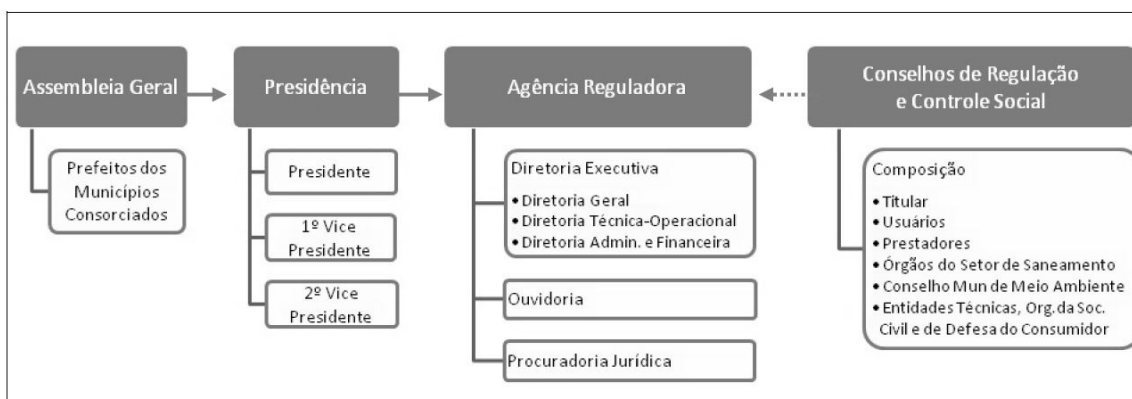 Assembleia Geral
Prefeitos dos
Municípios
Consorciados
Presidência
Presidente
1º Vice
Presidente
2º Vice
Presidente
Agência Reguladora
Diretoria Executiva
• Diretoria Geral
• Diretoria Técnica-Operacional
• Diretoria Admin. e Financeira
Ouvidoria
Procuradoria Jurídica
Conselhos de Regulação
e Controle Social
Composição
• Titular
• Usuários
• Prestadores
• Órgãos do Setor de Saneamento
• Conselho Mun de Meio Ambiente
• Entidades Técnicas, Org.da Soc.
Civil e de Defesa do Consumidor